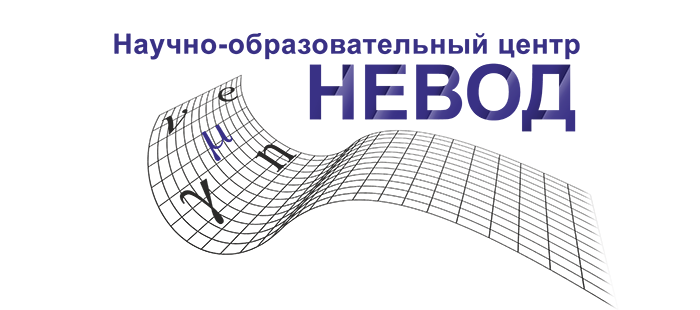 Научно-образовательный центр
НЕВОД
ν e
μ
n
γ